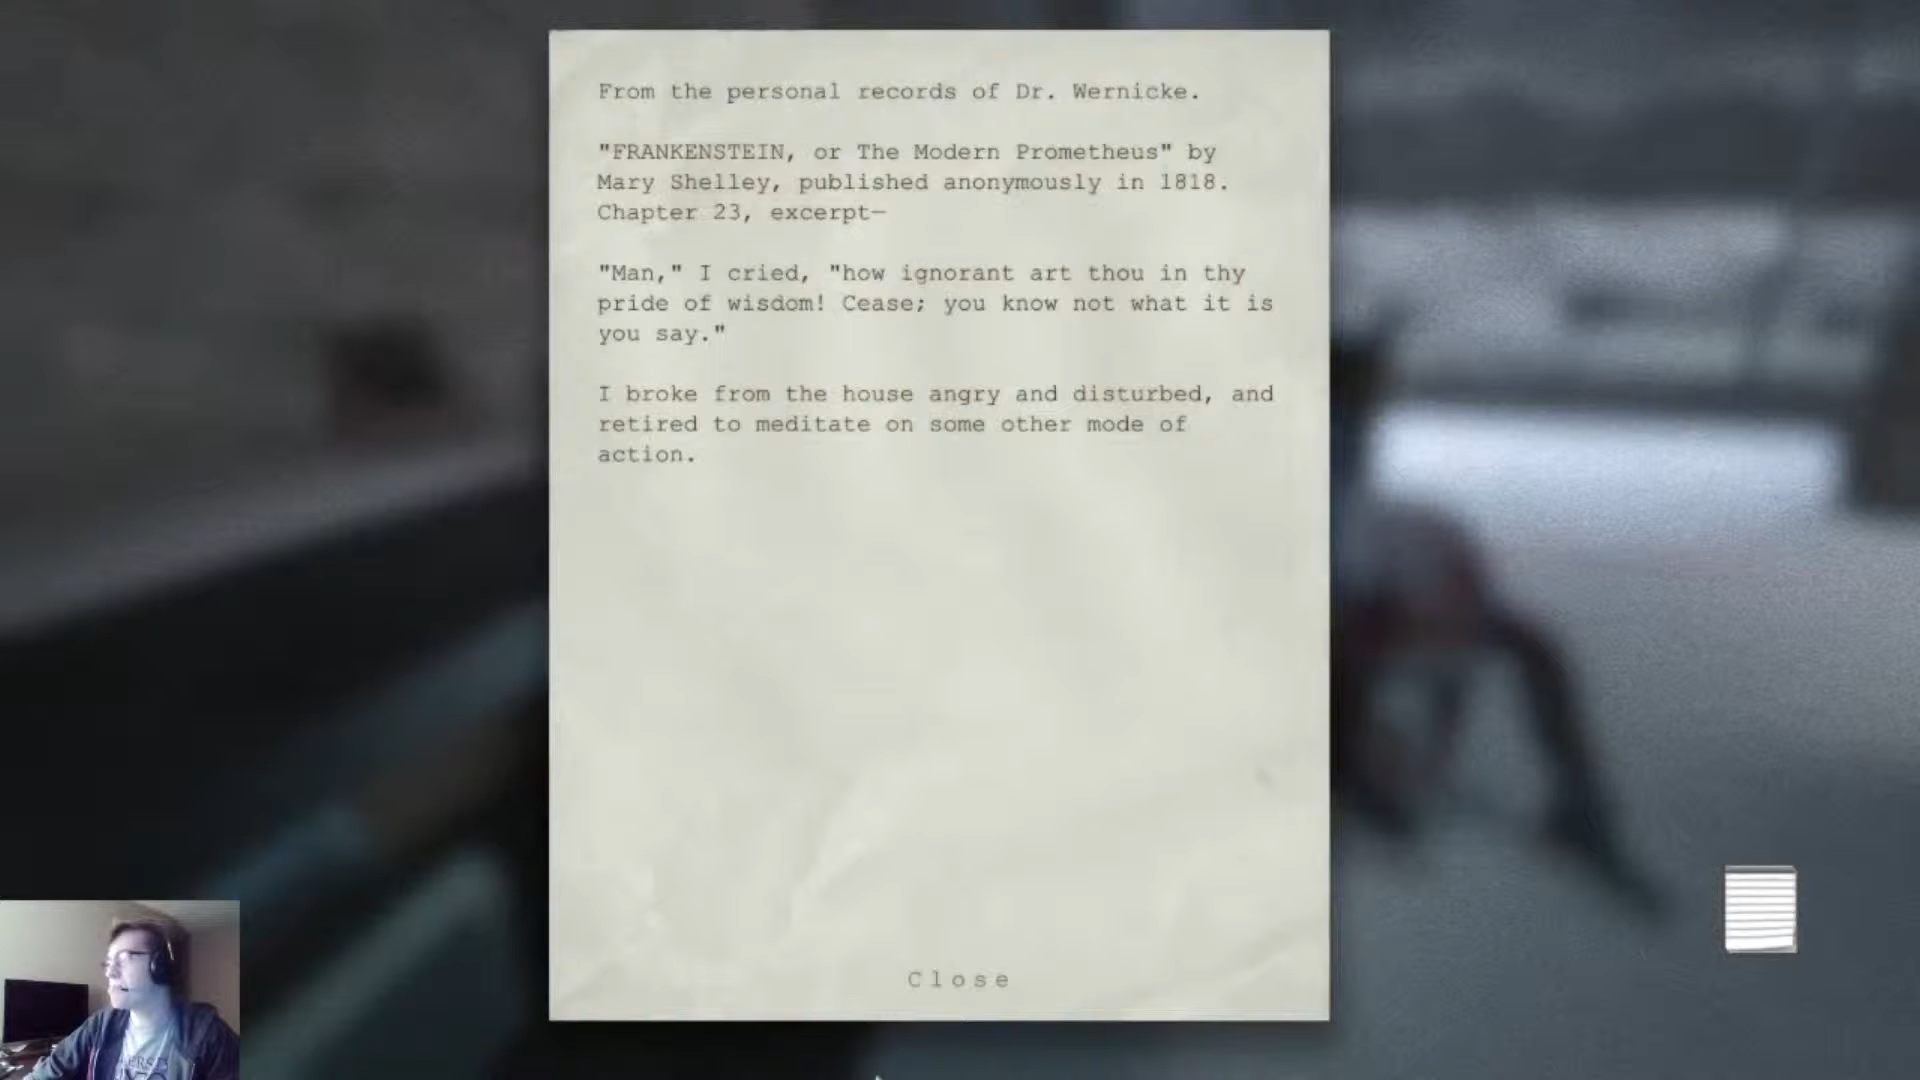 From the personal records of Dr. Wernicke.
"FRANKENSTEIN, or The Modern Prometheus" by
Mary Shelley, published anonymously in 1818.
Chapter 23, excerpt—
"Man," I cried, "how ignorant art thou in thy
pride of wisdom! Cease; you know not what it is
you say."
I broke from the house angry and disturbed, and
retired to meditate on some other mode of
action.
Close